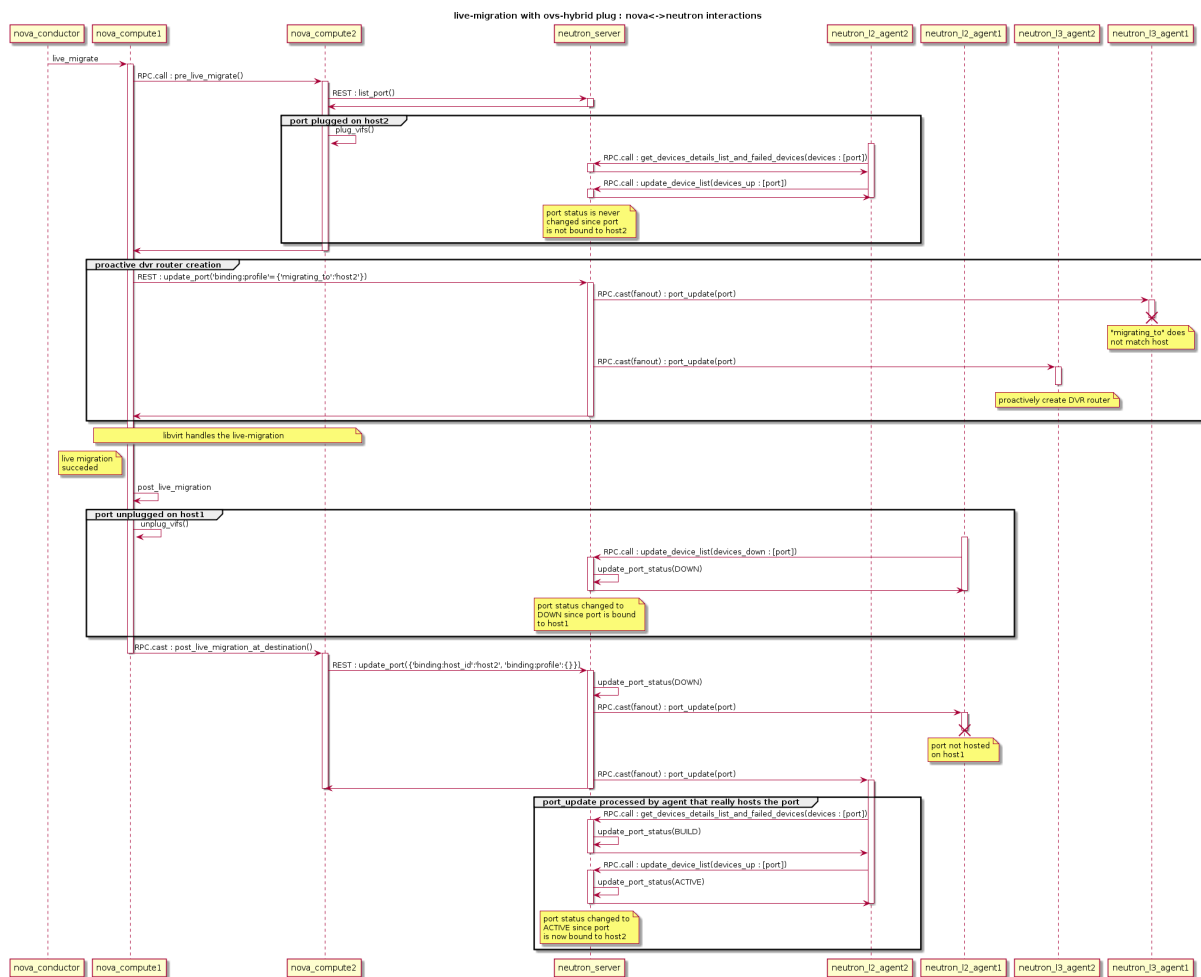 live-migration with ovs-hybrid plug : nova<->neutron interactions
nova_conductor
nova_compute1
nova_compute2
neutron_server
neutron_l2_agent2
neutron_l2_agent1
neutron_l3_agent2
neutron_l3_agent1
live_migrate
RPC.call : pre_live_migrate()
REST : list_port()
port plugged on host2
plug_vifs()
RPC.call : get_devices_details_list_and_failed_devices(devices : [port])
RPC.call : update_device_list(devices_up : [port])
port status is never
changed since port
is not bound to host2
proactive dvr router creation
REST : update_port('binding:profile'= {'migrating_to':'host2'})
RPC.cast(fanout) : port_update(port)
"migrating_to" does
not match host
RPC.cast(fanout) : port_update(port)
proactively create DVR router
libvirt handles the live-migration
live migration
succeded
post_live_migration
port unplugged on host1
unplug_vifs()
RPC.call : update_device_list(devices_down : [port])
update_port_status(DOWN)
port status changed to
DOWN since port is bound
to host1
RPC.cast : post_live_migration_at_destination()
REST : update_port({'binding:host_id':'host2', 'binding:profile':{}})
update_port_status(DOWN)
RPC.cast(fanout) : port_update(port)
port not hosted
on host1
RPC.cast(fanout) : port_update(port)
port_update processed by agent that really hosts the port
RPC.call : get_devices_details_list_and_failed_devices(devices : [port])
update_port_status(BUILD)
RPC.call : update_device_list(devices_up : [port])
update_port_status(ACTIVE)
port status changed to
ACTIVE since port
is now bound to host2
nova_conductor
nova_compute1
nova_compute2
neutron_server
neutron_l2_agent2
neutron_l2_agent1
neutron_l3_agent2
neutron_l3_agent1